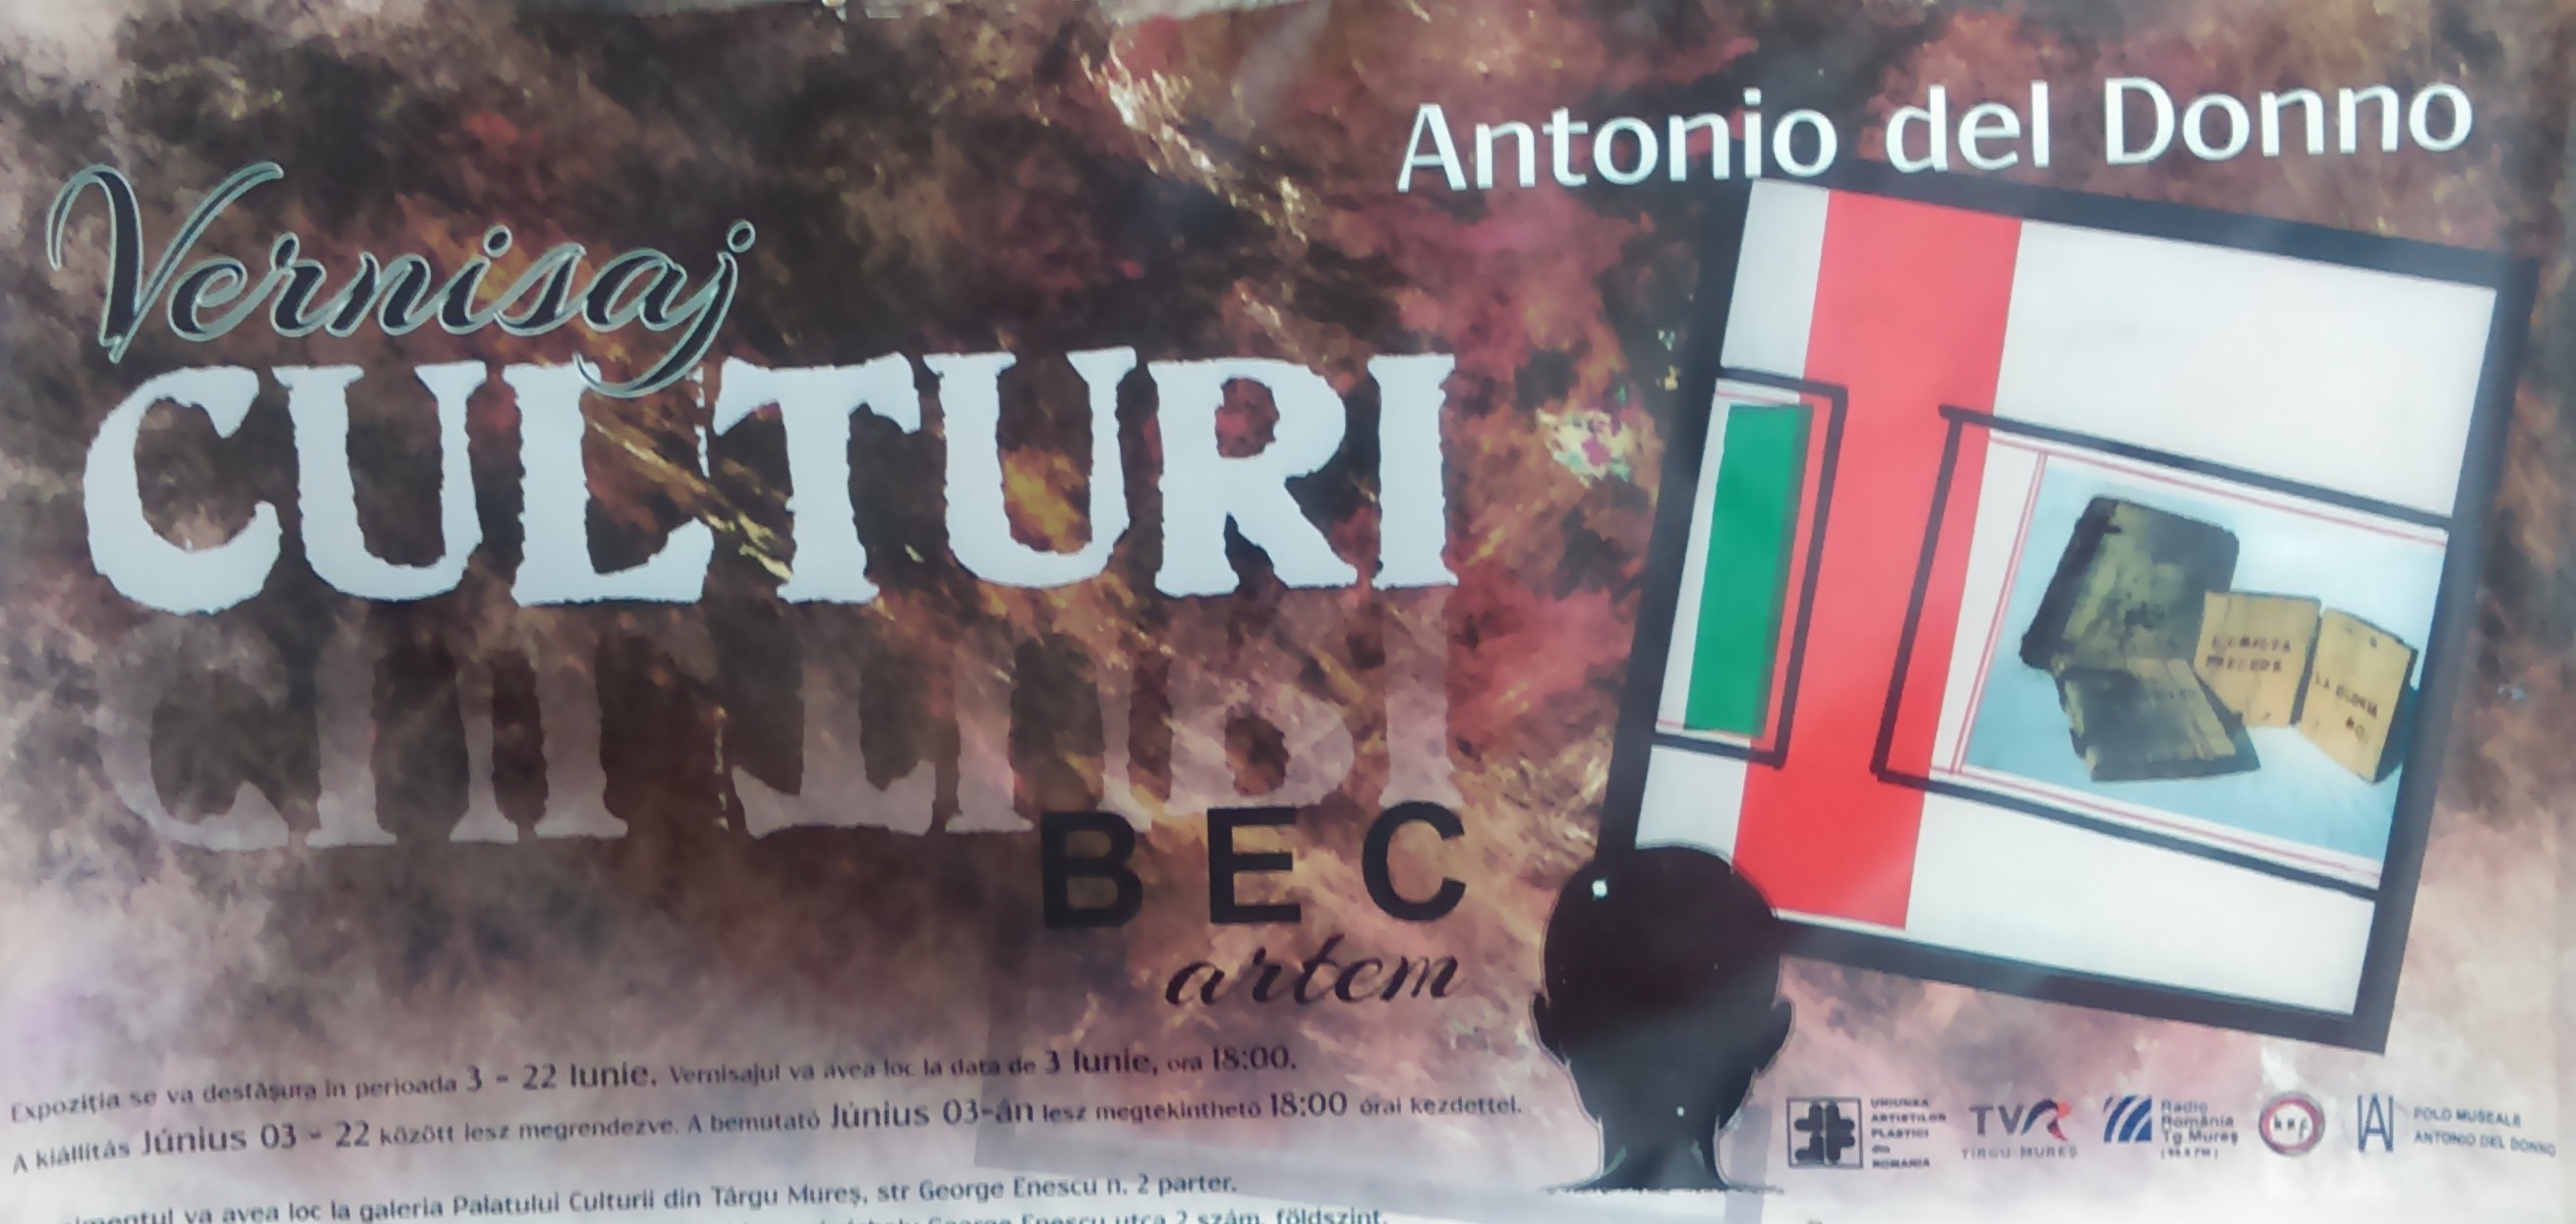 Antonio del Donno
Vernisaj
CULTURI
BEC
artem
Expoziția se va desfășura în perioada 3 - 22 Iunie. Vernisajul va avea loc la data de 3 Iunie, ora 18:00.
A kiállítás Június 03 - 22 között lesz megrendezve. A bemutató Június 03-án lesz megtekinthető 18:00 órai kezdettel.
va avea loc la galeria Palatului Culturii din Târgu Mureș, str George Enescu n. 2 parter.
George Enescu utca 2 szám, földszint.
LA GLORIA
UNIUNEA
ARTIȘTILOR
PLASTICI
din
ROMÂNIA
TVR
TÎRGU-MUREȘ
Radio
România
Tg.Mureș
POLO MUSEALE
ANTONIO DEL DONNO